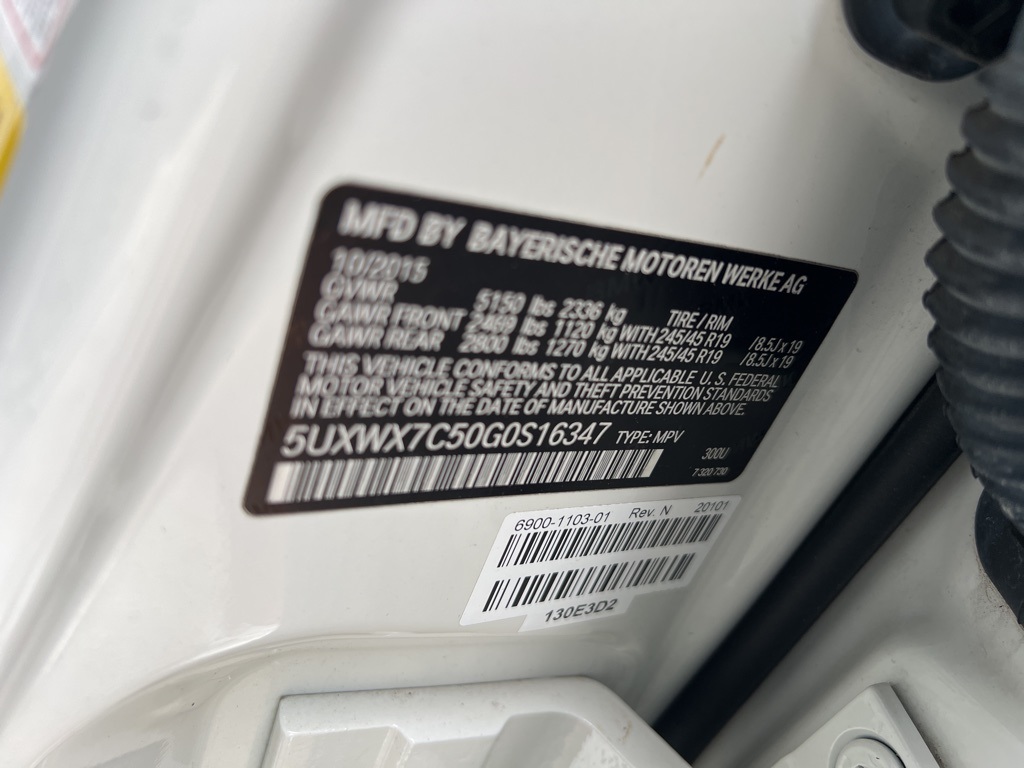 MFD BY BAYERISCHE MOTOREN WERKE AG
10/2015
GVWR 5150 lbs 2336 kg TIRE / RIM
GAWR FRONT 2469 lbs 1120 kg WITH 245/45 R19 / 8.5J x 19
GAWR REAR 2800 lbs 1270 kg WITH 245/45 R19 / 8.5J x 19
THIS VEHICLE CONFORMS TO ALL APPLICABLE U.S. FEDERAL
MOTOR VEHICLE SAFETY AND THEFT PREVENTION STANDARDS
IN EFFECT ON THE DATE OF MANUFACTURE SHOWN ABOVE.
5UXWX7C50G0S16347 TYPE: MPV
300U
7 320 730
6900-1103-01 Rev. N 20101
130E3D2